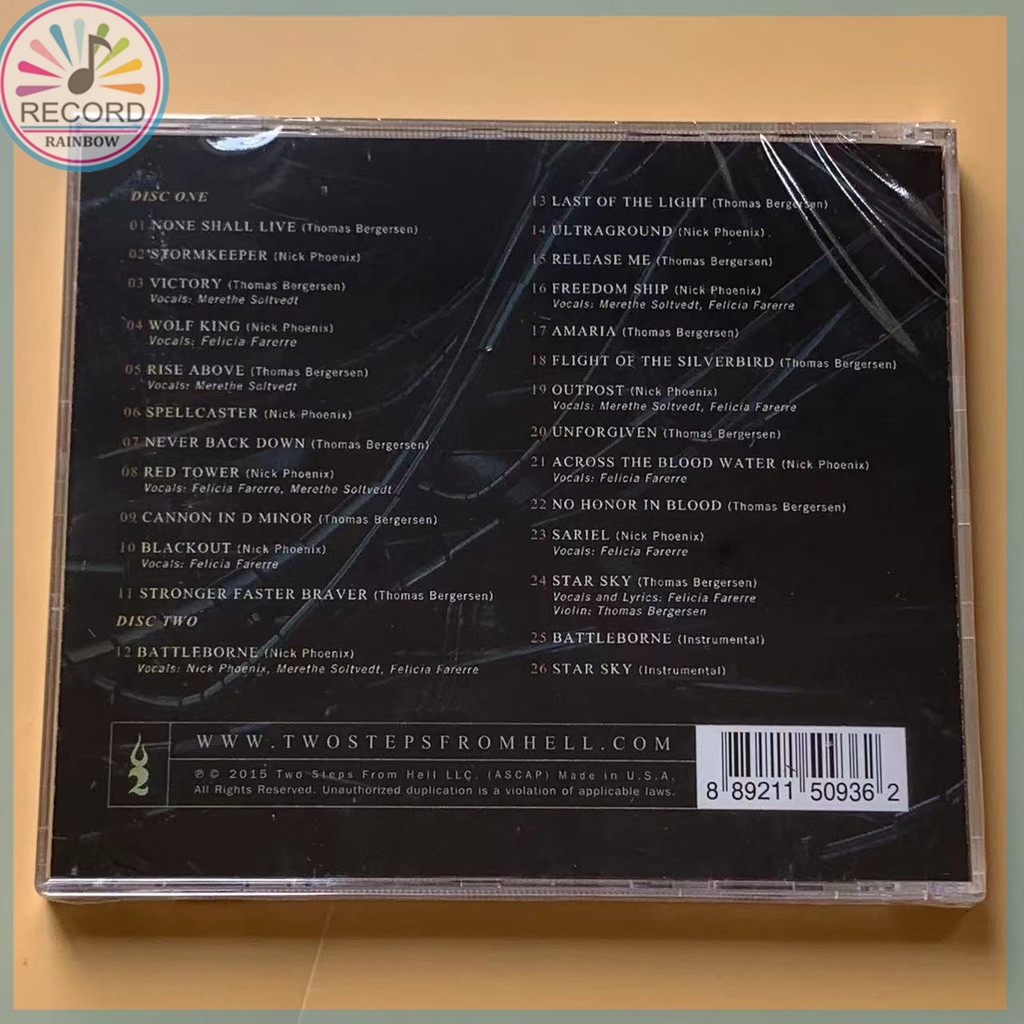 RECORD
RAINBOW
DISC ONE
01 NONE SHALL LIVE (Thomas Bergersen)
02 STORMKEEPER (Nick Phoenix)
03 VICTORY (Thomas Bergersen)
Vocals: Merethe Soltvedt
04 WOLF KING (Nick Phoenix)
Vocals: Felicia Farerre
05 RISE ABOVE (Thomas Bergersen)
Vocals: Merethe Soltvedt
06 SPELLCASTER (Nick Phoenix)
07 NEVER BACK DOWN (Thomas Bergersen)
08 RED TOWER (Nick Phoenix)
Vocals: Felicia Farerre, Merethe Soltvedt
09 CANNON IN D MINOR (Thomas Bergersen)
10 BLACKOUT (Nick Phoenix)
Vocals: Felicia Farerre
11 STRONGER FASTER BRAVER (Thomas Bergersen)
DISC TWO
12 BATTLEBORNE (Nick Phoenix)
Vocals: Nick Phoenix, Merethe Soltvedt, Felicia Farerre
13 LAST OF THE LIGHT (Thomas Bergersen)
14 ULTRAGROUND (Nick Phoenix)
15 RELEASE ME (Thomas Bergersen)
16 FREEDOM SHIP (Nick Phoenix)
Vocals: Merethe Soltvedt, Felicia Farerre
17 AMARIA (Thomas Bergersen)
18 FLIGHT OF THE SILVERBIRD (Thomas Bergersen)
19 OUTPOST (Nick Phoenix)
Vocals: Merethe Soltvedt, Felicia Farerre
20 UNFORGIVEN (Thomas Bergersen)
21 ACROSS THE BLOOD WATER (Nick Phoenix)
Vocals: Felicia Farerre
22 NO HONOR IN BLOOD (Thomas Bergersen)
23 SARIEL (Nick Phoenix)
Vocals: Felicia Farerre
24 STAR SKY (Thomas Bergersen)
Vocals and Lyrics: Felicia Farerre
Violin: Thomas Bergersen
25 BATTLEBORNE (Instrumental)
26 STAR SKY (Instrumental)
2
WWW.TWOSTEPSFROMHELL.COM
℗ © 2015 Two Steps From Hell LLC. (ASCAP) Made in U.S.A.
All Rights Reserved. Unauthorized duplication is a violation of applicable laws.
8 89211 50936 2